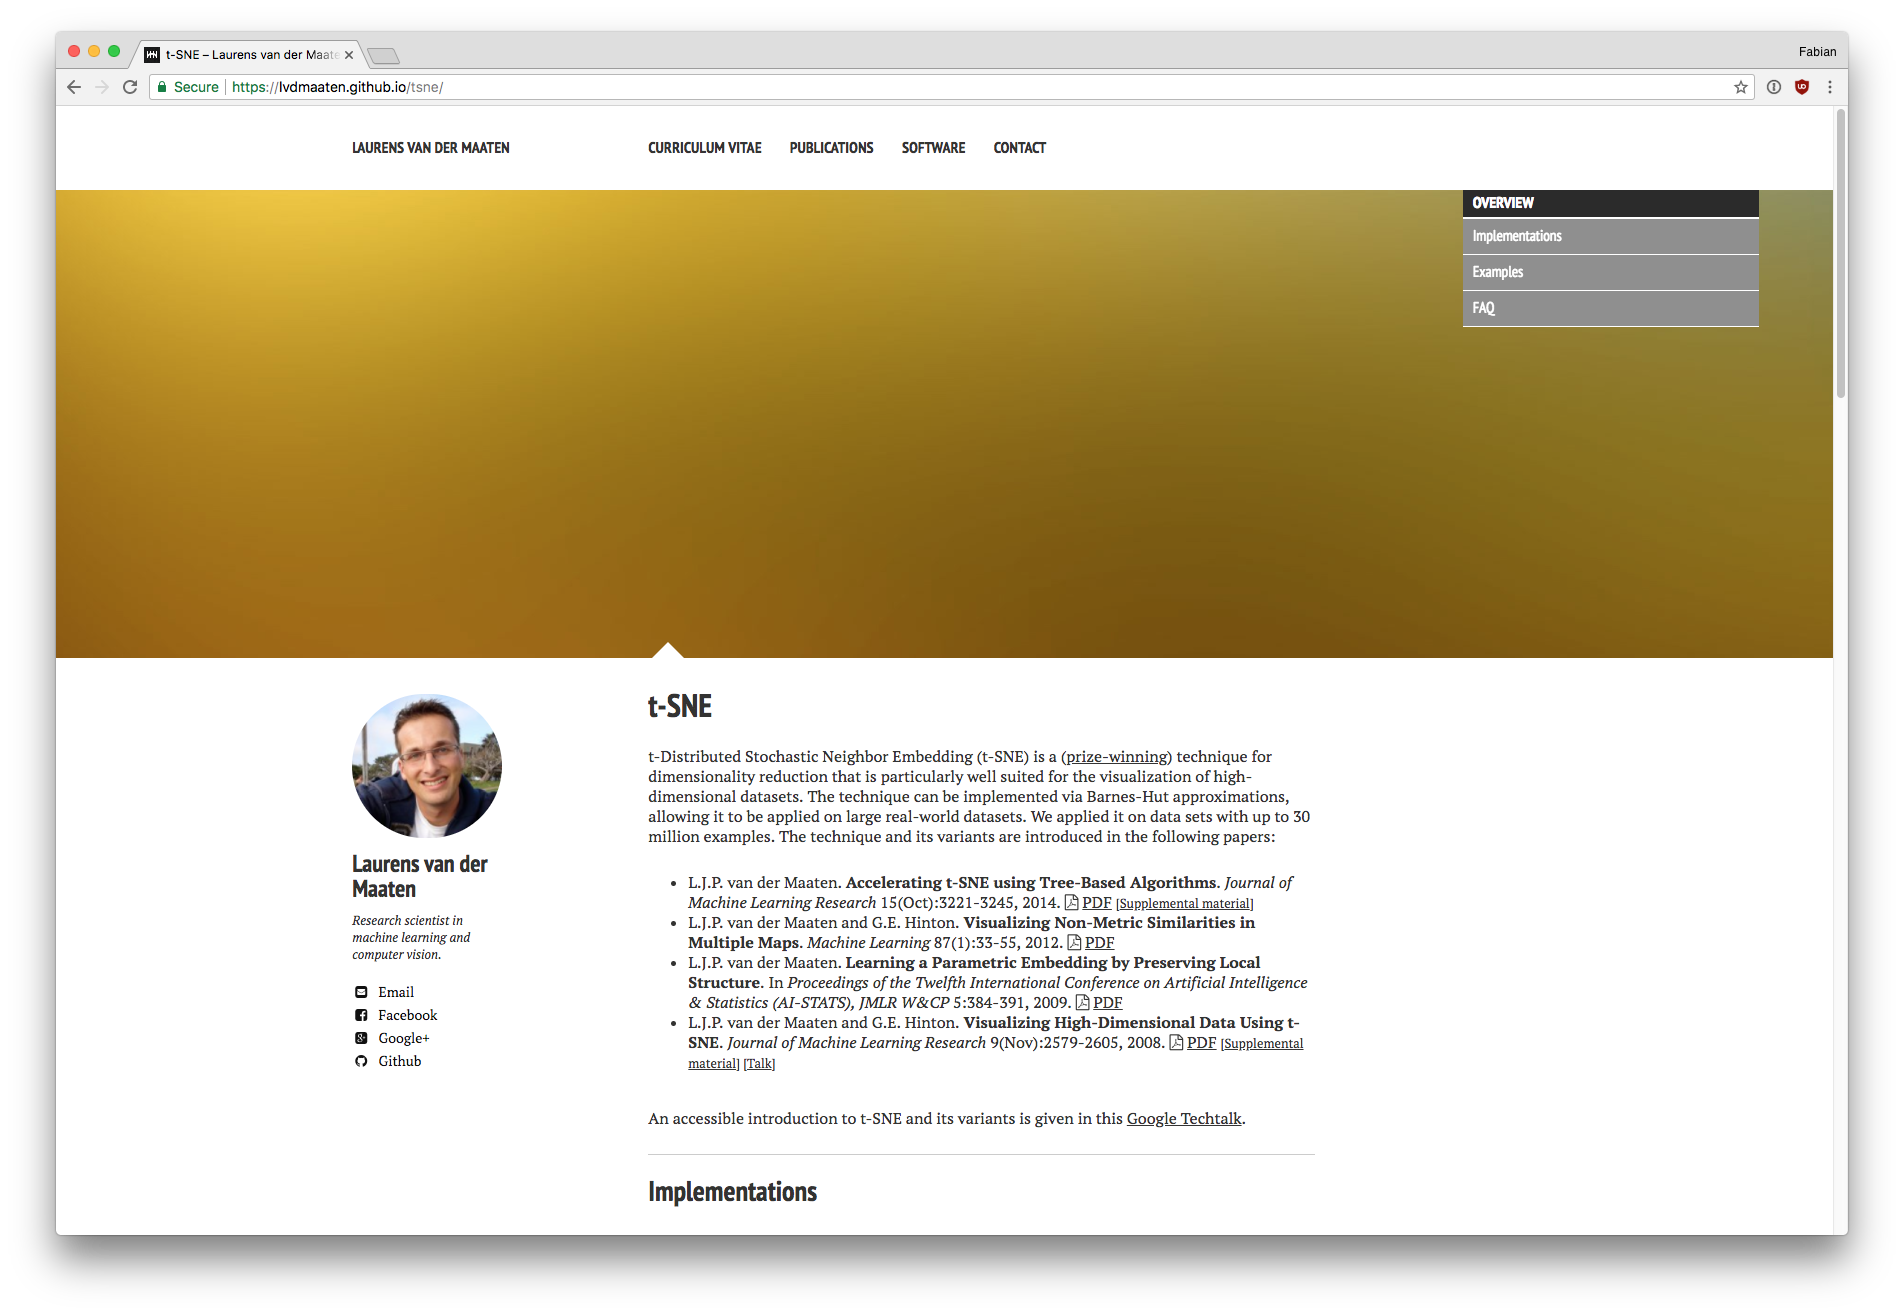 t-SNE – Laurens van der Maate
Fabian
Secure
https://lvdmaaten.github.io/tsne/
LAURENS VAN DER MAATEN
CURRICULUM VITAE
PUBLICATIONS
SOFTWARE
CONTACT
OVERVIEW
Implementations
Examples
FAQ
Laurens van der
Maaten
Research scientist in
machine learning and
computer vision.
Email
Facebook
Google+
Github
t-SNE
t-Distributed Stochastic Neighbor Embedding (t-SNE) is a (prize-winning) technique for
dimensionality reduction that is particularly well suited for the visualization of high-
dimensional datasets. The technique can be implemented via Barnes-Hut approximations,
allowing it to be applied on large real-world datasets. We applied it on data sets with up to 30
million examples. The technique and its variants are introduced in the following papers:
• L.J.P. van der Maaten. Accelerating t-SNE using Tree-Based Algorithms. Journal of
Machine Learning Research 15(Oct):3221-3245, 2014. PDF [Supplemental material]
• L.J.P. van der Maaten and G.E. Hinton. Visualizing Non-Metric Similarities in
Multiple Maps. Machine Learning 87(1):33-55, 2012. PDF
• L.J.P. van der Maaten. Learning a Parametric Embedding by Preserving Local
Structure. In Proceedings of the Twelfth International Conference on Artificial Intelligence
& Statistics (AI-STATS), JMLR W&CP 5:384-391, 2009. PDF
• L.J.P. van der Maaten and G.E. Hinton. Visualizing High-Dimensional Data Using t-
SNE. Journal of Machine Learning Research 9(Nov):2579-2605, 2008. PDF [Supplemental
material] [Talk]
An accessible introduction to t-SNE and its variants is given in this Google Techtalk.
Implementations